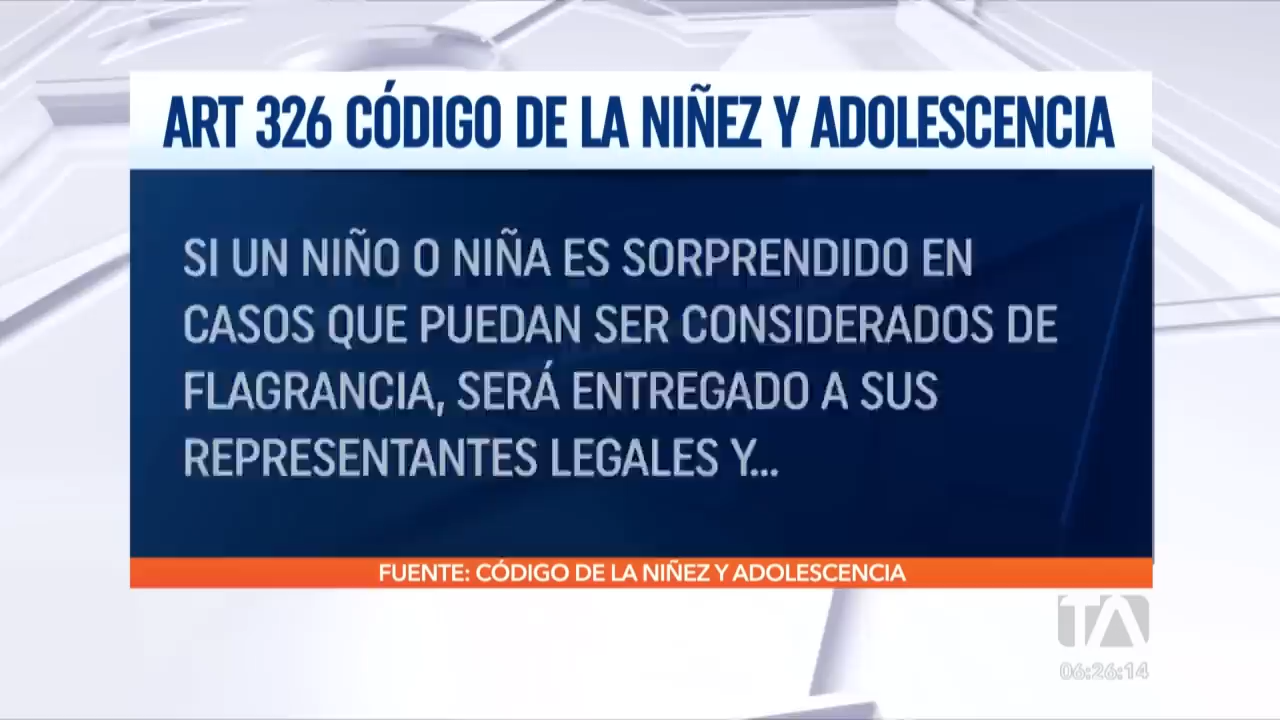 ART 326 CÓDIGO DE LA NIÑEZ Y ADOLESCENCIA
SI UN NIÑO O NIÑA ES SORPRENDIDO EN
CASOS QUE PUEDAN SER CONSIDERADOS DE
FLAGRANCIA, SERÁ ENTREGADO A SUS
REPRESENTANTES LEGALES Y...
FUENTE: CÓDIGO DE LA NIÑEZ Y ADOLESCENCIA
TA
06:26:14